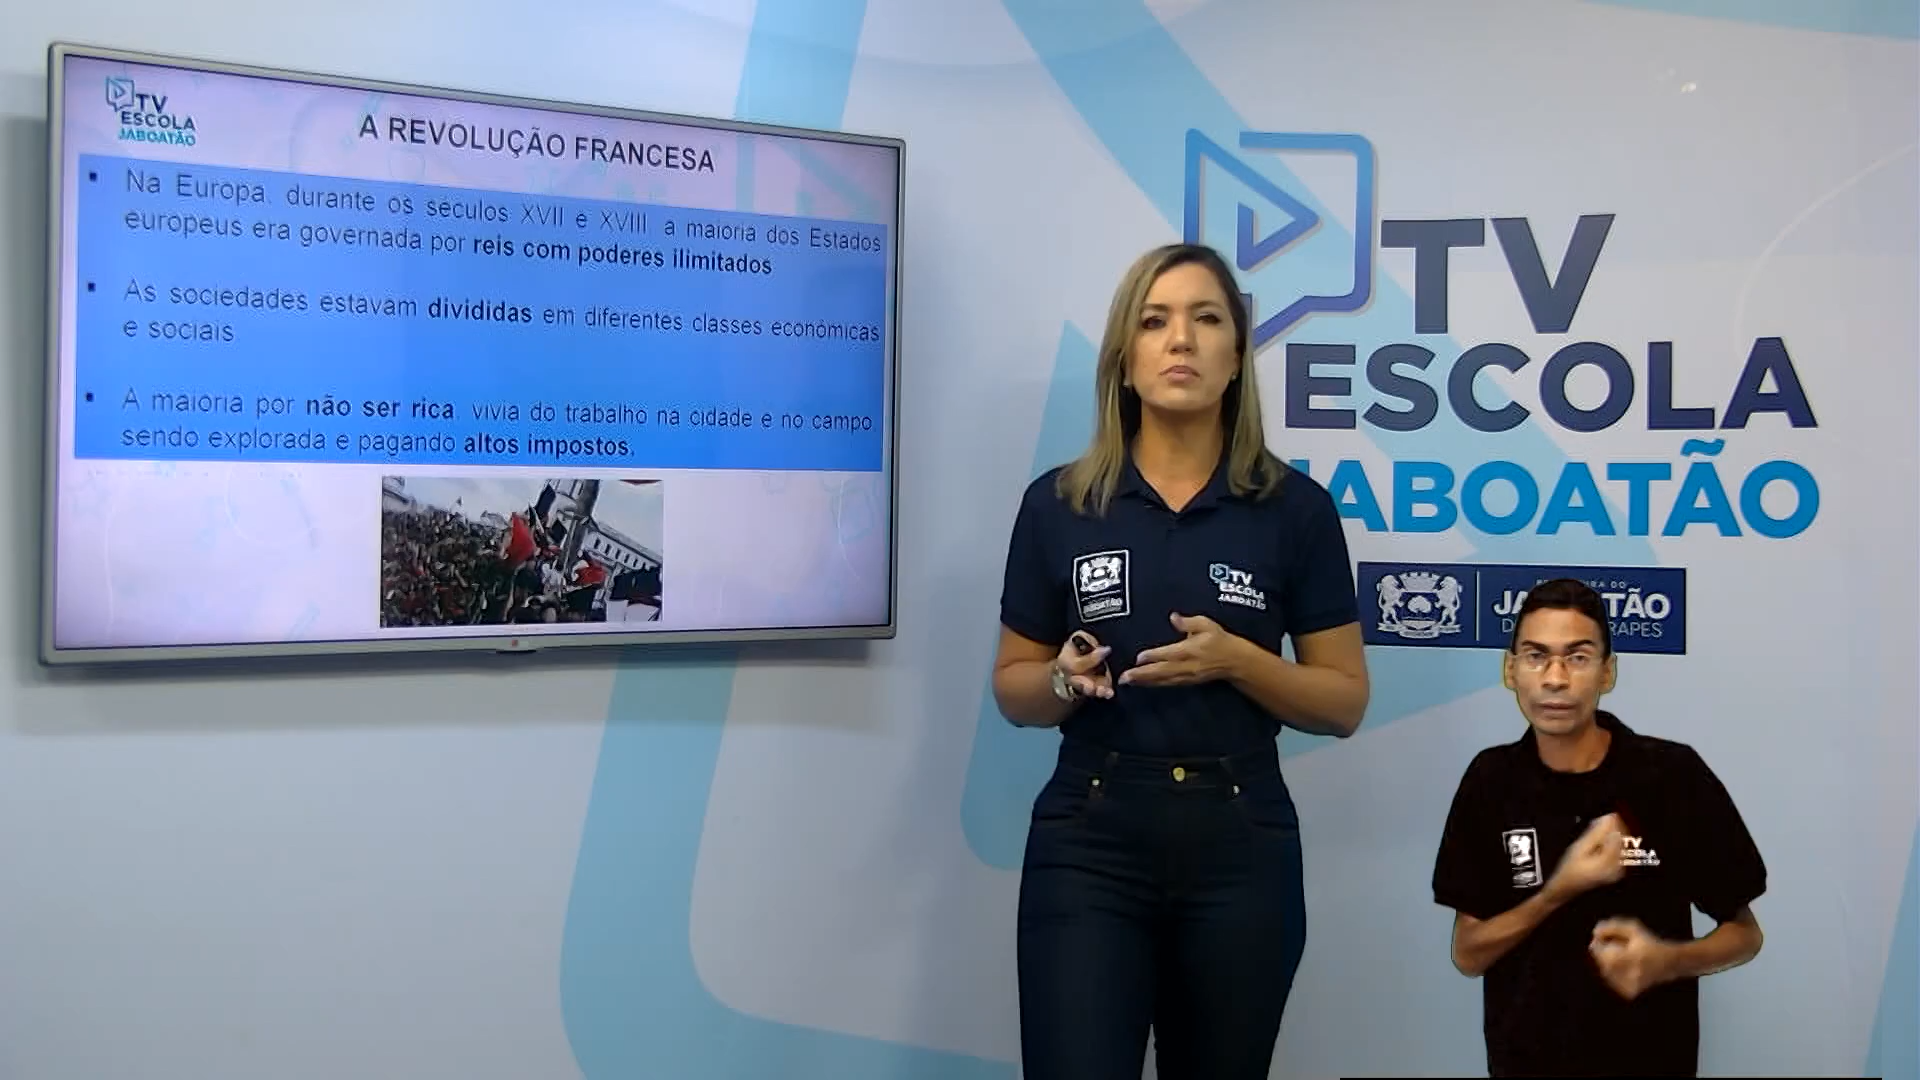 TV
ESCOLA
JABOATÃO
A REVOLUÇÃO FRANCESA
▪ Na Europa, durante os séculos XVII e XVIII a maioria dos Estados
europeus era governada por reis com poderes ilimitados
▪ As sociedades estavam divididas em diferentes classes econômicas
e sociais
▪ A maioria por não ser rica, vivia do trabalho na cidade e no campo,
sendo explorada e pagando altos impostos,
TV
ESCOLA
JABOATÃO
JABOATÃO
TV
ESCOLA
JABOATÃO
TV